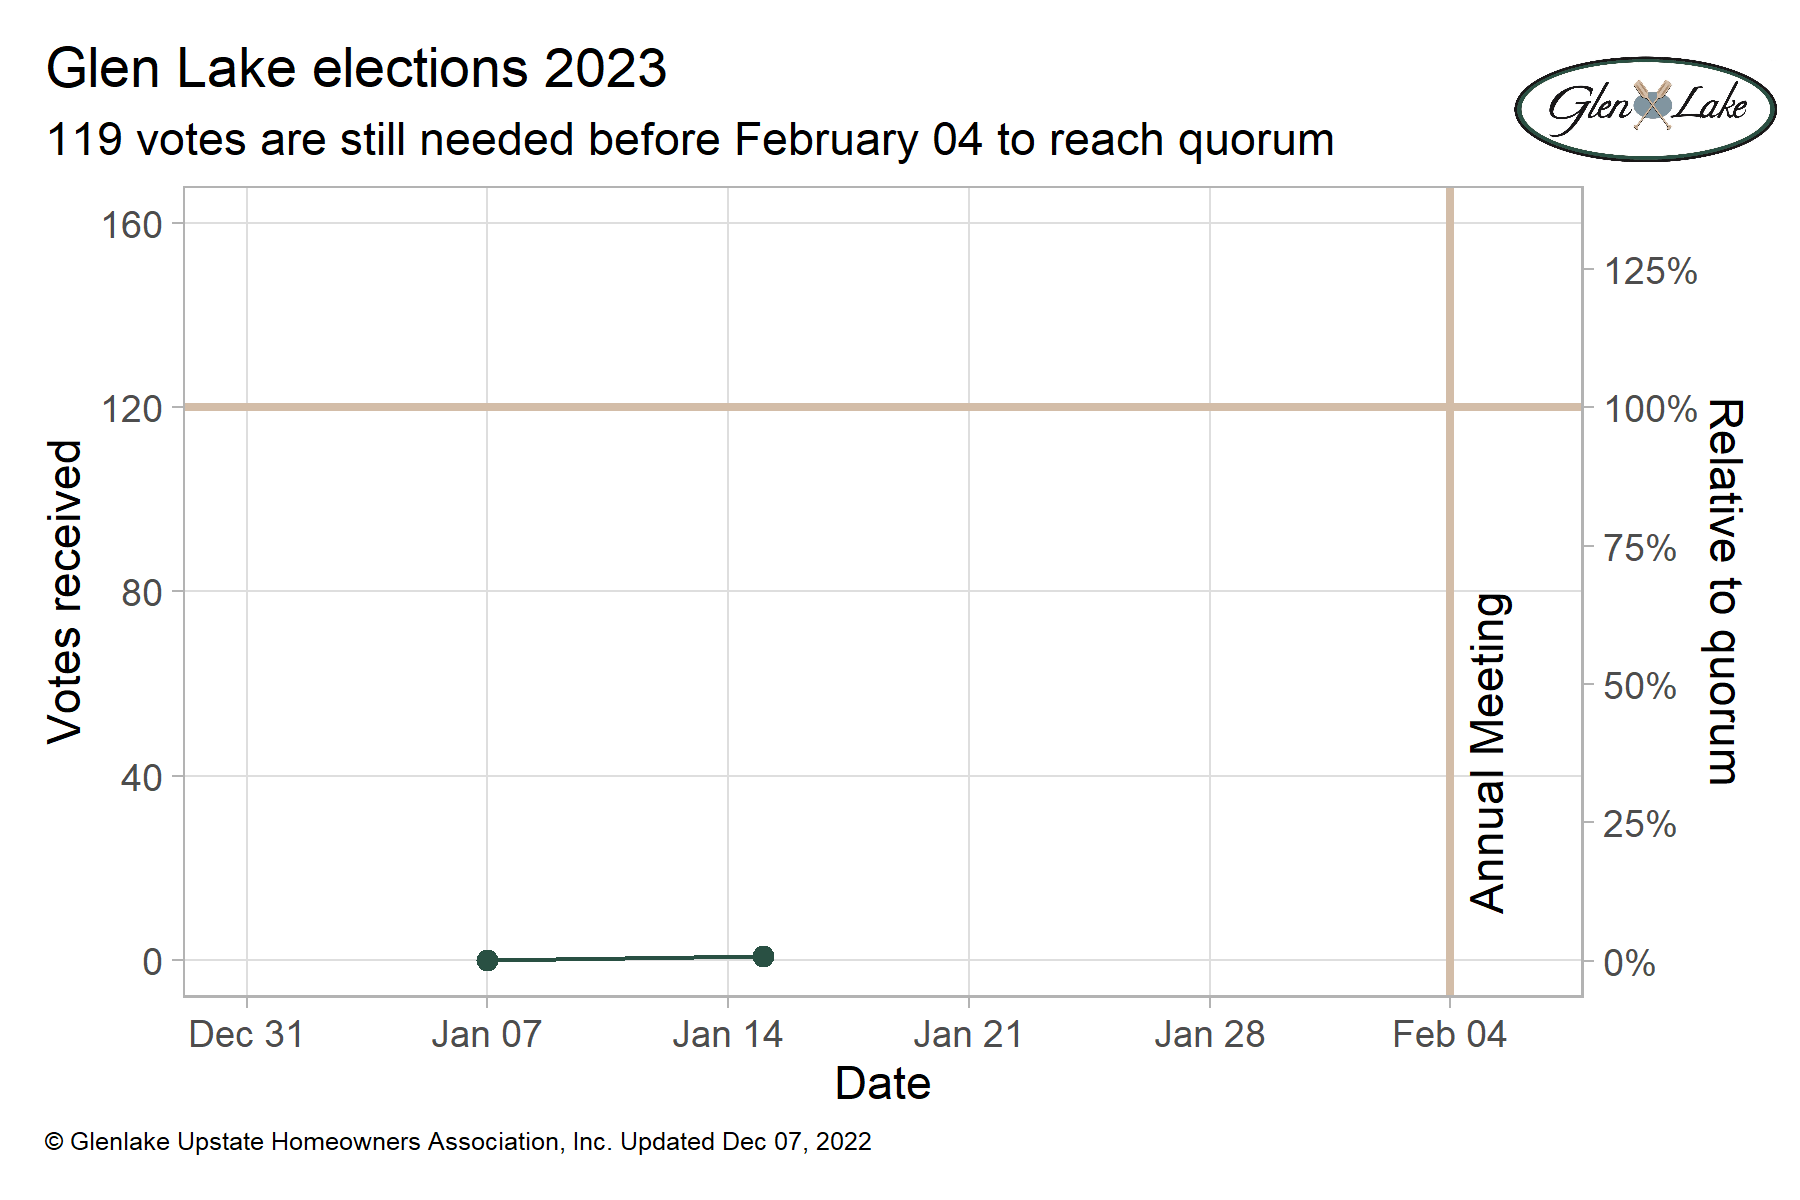 Glen Lake elections 2023
119 votes are still needed before February 04 to reach quorum
Glen Lake
160
120
80
40
0
Votes received
125%
100%
75%
50%
25%
0%
Relative to quorum
Annual Meeting
Dec 31
Jan 07
Jan 14
Jan 21
Jan 28
Feb 04
Date
© Glenlake Upstate Homeowners Association, Inc. Updated Dec 07, 2022